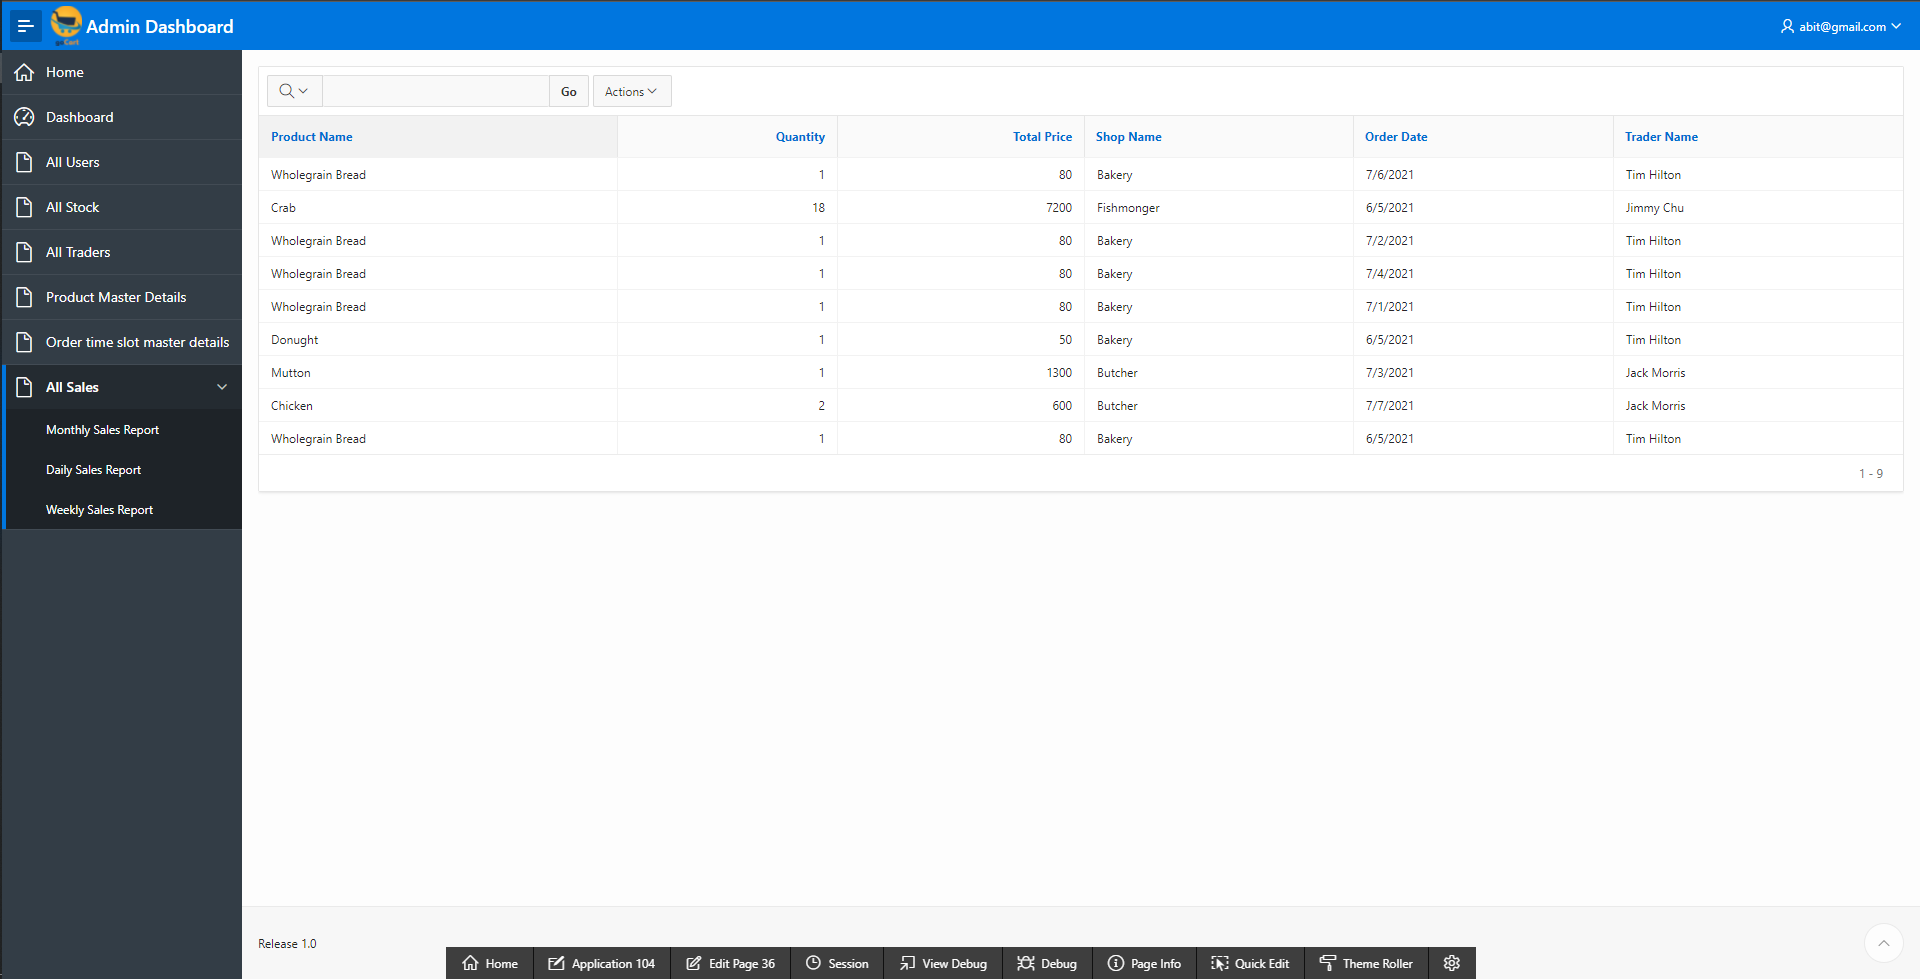 Admin Dashboard
abit@gmail.com
Home
Dashboard
All Users
All Stock
All Traders
Product Master Details
Order time slot master details
All Sales
Monthly Sales Report
Daily Sales Report
Weekly Sales Report
Go Actions
Product Name Quantity Total Price Shop Name Order Date Trader Name
Wholegrain Bread 1 80 Bakery 7/6/2021 Tim Hilton
Crab 18 7200 Fishmonger 6/5/2021 Jimmy Chu
Wholegrain Bread 1 80 Bakery 7/2/2021 Tim Hilton
Wholegrain Bread 1 80 Bakery 7/4/2021 Tim Hilton
Wholegrain Bread 1 80 Bakery 7/1/2021 Tim Hilton
Donught 1 50 Bakery 6/5/2021 Tim Hilton
Mutton 1 1300 Butcher 7/3/2021 Jack Morris
Chicken 2 600 Butcher 7/7/2021 Jack Morris
Wholegrain Bread 1 80 Bakery 6/5/2021 Tim Hilton
1 - 9
Release 1.0
Home Application 104 Edit Page 36 Session View Debug Debug Page Info Quick Edit Theme Roller